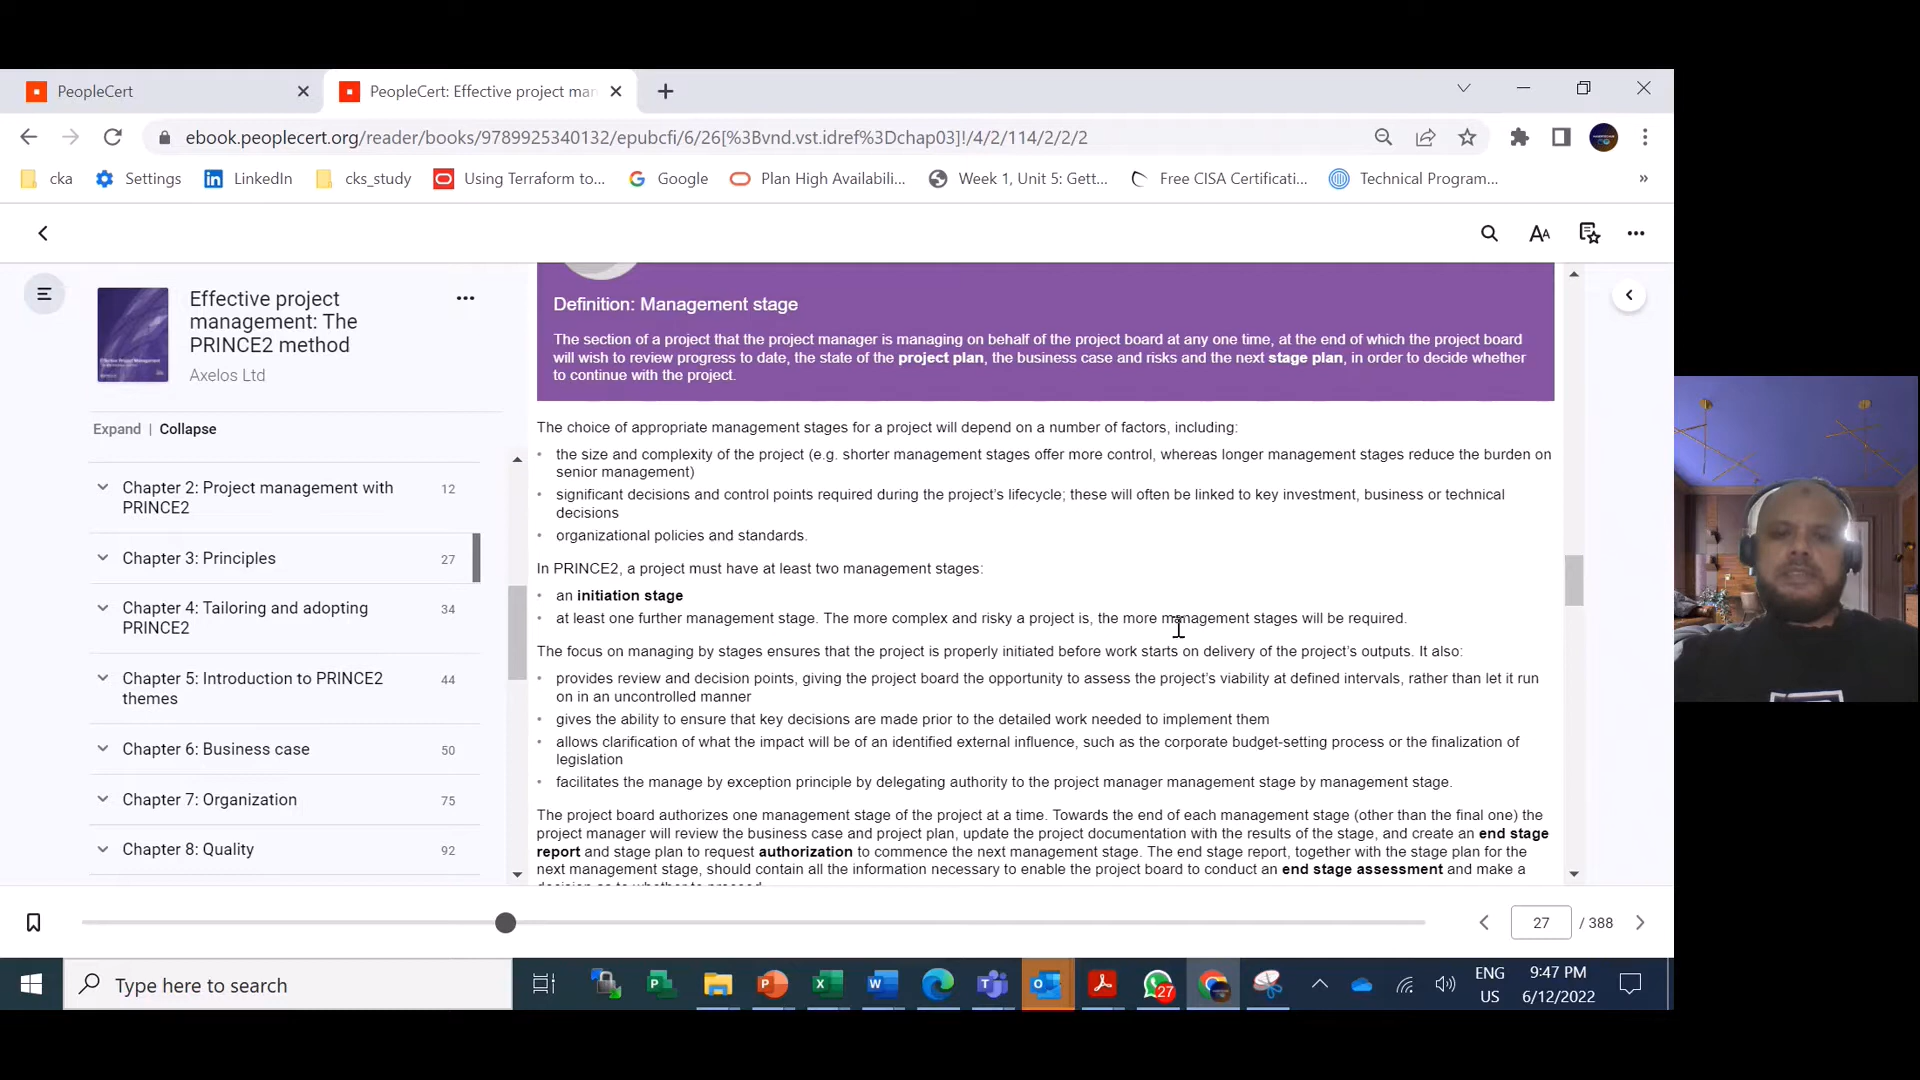 PeopleCert
PeopleCert: Effective project mar
ebook.peoplecert.org/reader/books/9789925340132/epubcfi/6/26[%3Bvnd.vst.idref%3Dchap03]!/4/2/114/2/2/2
cka
Settings
LinkedIn
cks_study
Using Terraform to...
Google
Plan High Availabili...
Week 1, Unit 5: Gett...
Free CISA Certificati...
Technical Program...
»
AA
Effective project
management: The
PRINCE2 method
Axelos Ltd
Expand | Collapse
Chapter 2: Project management with
PRINCE2
12
Chapter 3: Principles 27
Chapter 4: Tailoring and adopting
PRINCE2
34
Chapter 5: Introduction to PRINCE2
themes
44
Chapter 6: Business case 50
Chapter 7: Organization 75
Chapter 8: Quality 92
Definition: Management stage
The section of a project that the project manager is managing on behalf of the project board at any one time, at the end of which the project board
will wish to review progress to date, the state of the project plan, the business case and risks and the next stage plan, in order to decide whether
to continue with the project.
The choice of appropriate management stages for a project will depend on a number of factors, including:
• the size and complexity of the project (e.g. shorter management stages offer more control, whereas longer management stages reduce the burden on
senior management)
• significant decisions and control points required during the project's lifecycle; these will often be linked to key investment, business or technical
decisions
• organizational policies and standards.
In PRINCE2, a project must have at least two management stages:
• an initiation stage
• at least one further management stage. The more complex and risky a project is, the more management stages will be required.
The focus on managing by stages ensures that the project is properly initiated before work starts on delivery of the project's outputs. It also:
• provides review and decision points, giving the project board the opportunity to assess the project's viability at defined intervals, rather than let it run
on in an uncontrolled manner
• gives the ability to ensure that key decisions are made prior to the detailed work needed to implement them
• allows clarification of what the impact will be of an identified external influence, such as the corporate budget-setting process or the finalization of
legislation
• facilitates the manage by exception principle by delegating authority to the project manager management stage by management stage.
The project board authorizes one management stage of the project at a time. Towards the end of each management stage (other than the final one) the
project manager will review the business case and project plan, update the project documentation with the results of the stage, and create an end stage
report and stage plan to request authorization to commence the next management stage. The end stage report, together with the stage plan for the
next management stage, should contain all the information necessary to enable the project board to conduct an end stage assessment and make a
decision as to whether to proceed.
27 / 388
Type here to search
27
ENG
US
9:47 PM
6/12/2022